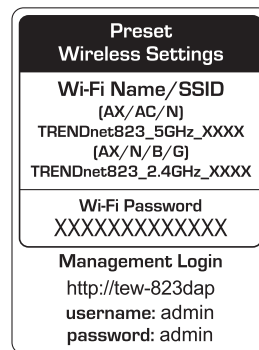 Preset
Wireless Settings
Wi-Fi Name/SSID
(AX/AC/N)
TRENDnet823_5GHz_XXXX
(AX/N/B/G)
TRENDnet823_2.4GHz_XXXX
Wi-Fi Password
XXXXXXXXXXXXX
Management Login
http://tew-823dap
username: admin
password: admin